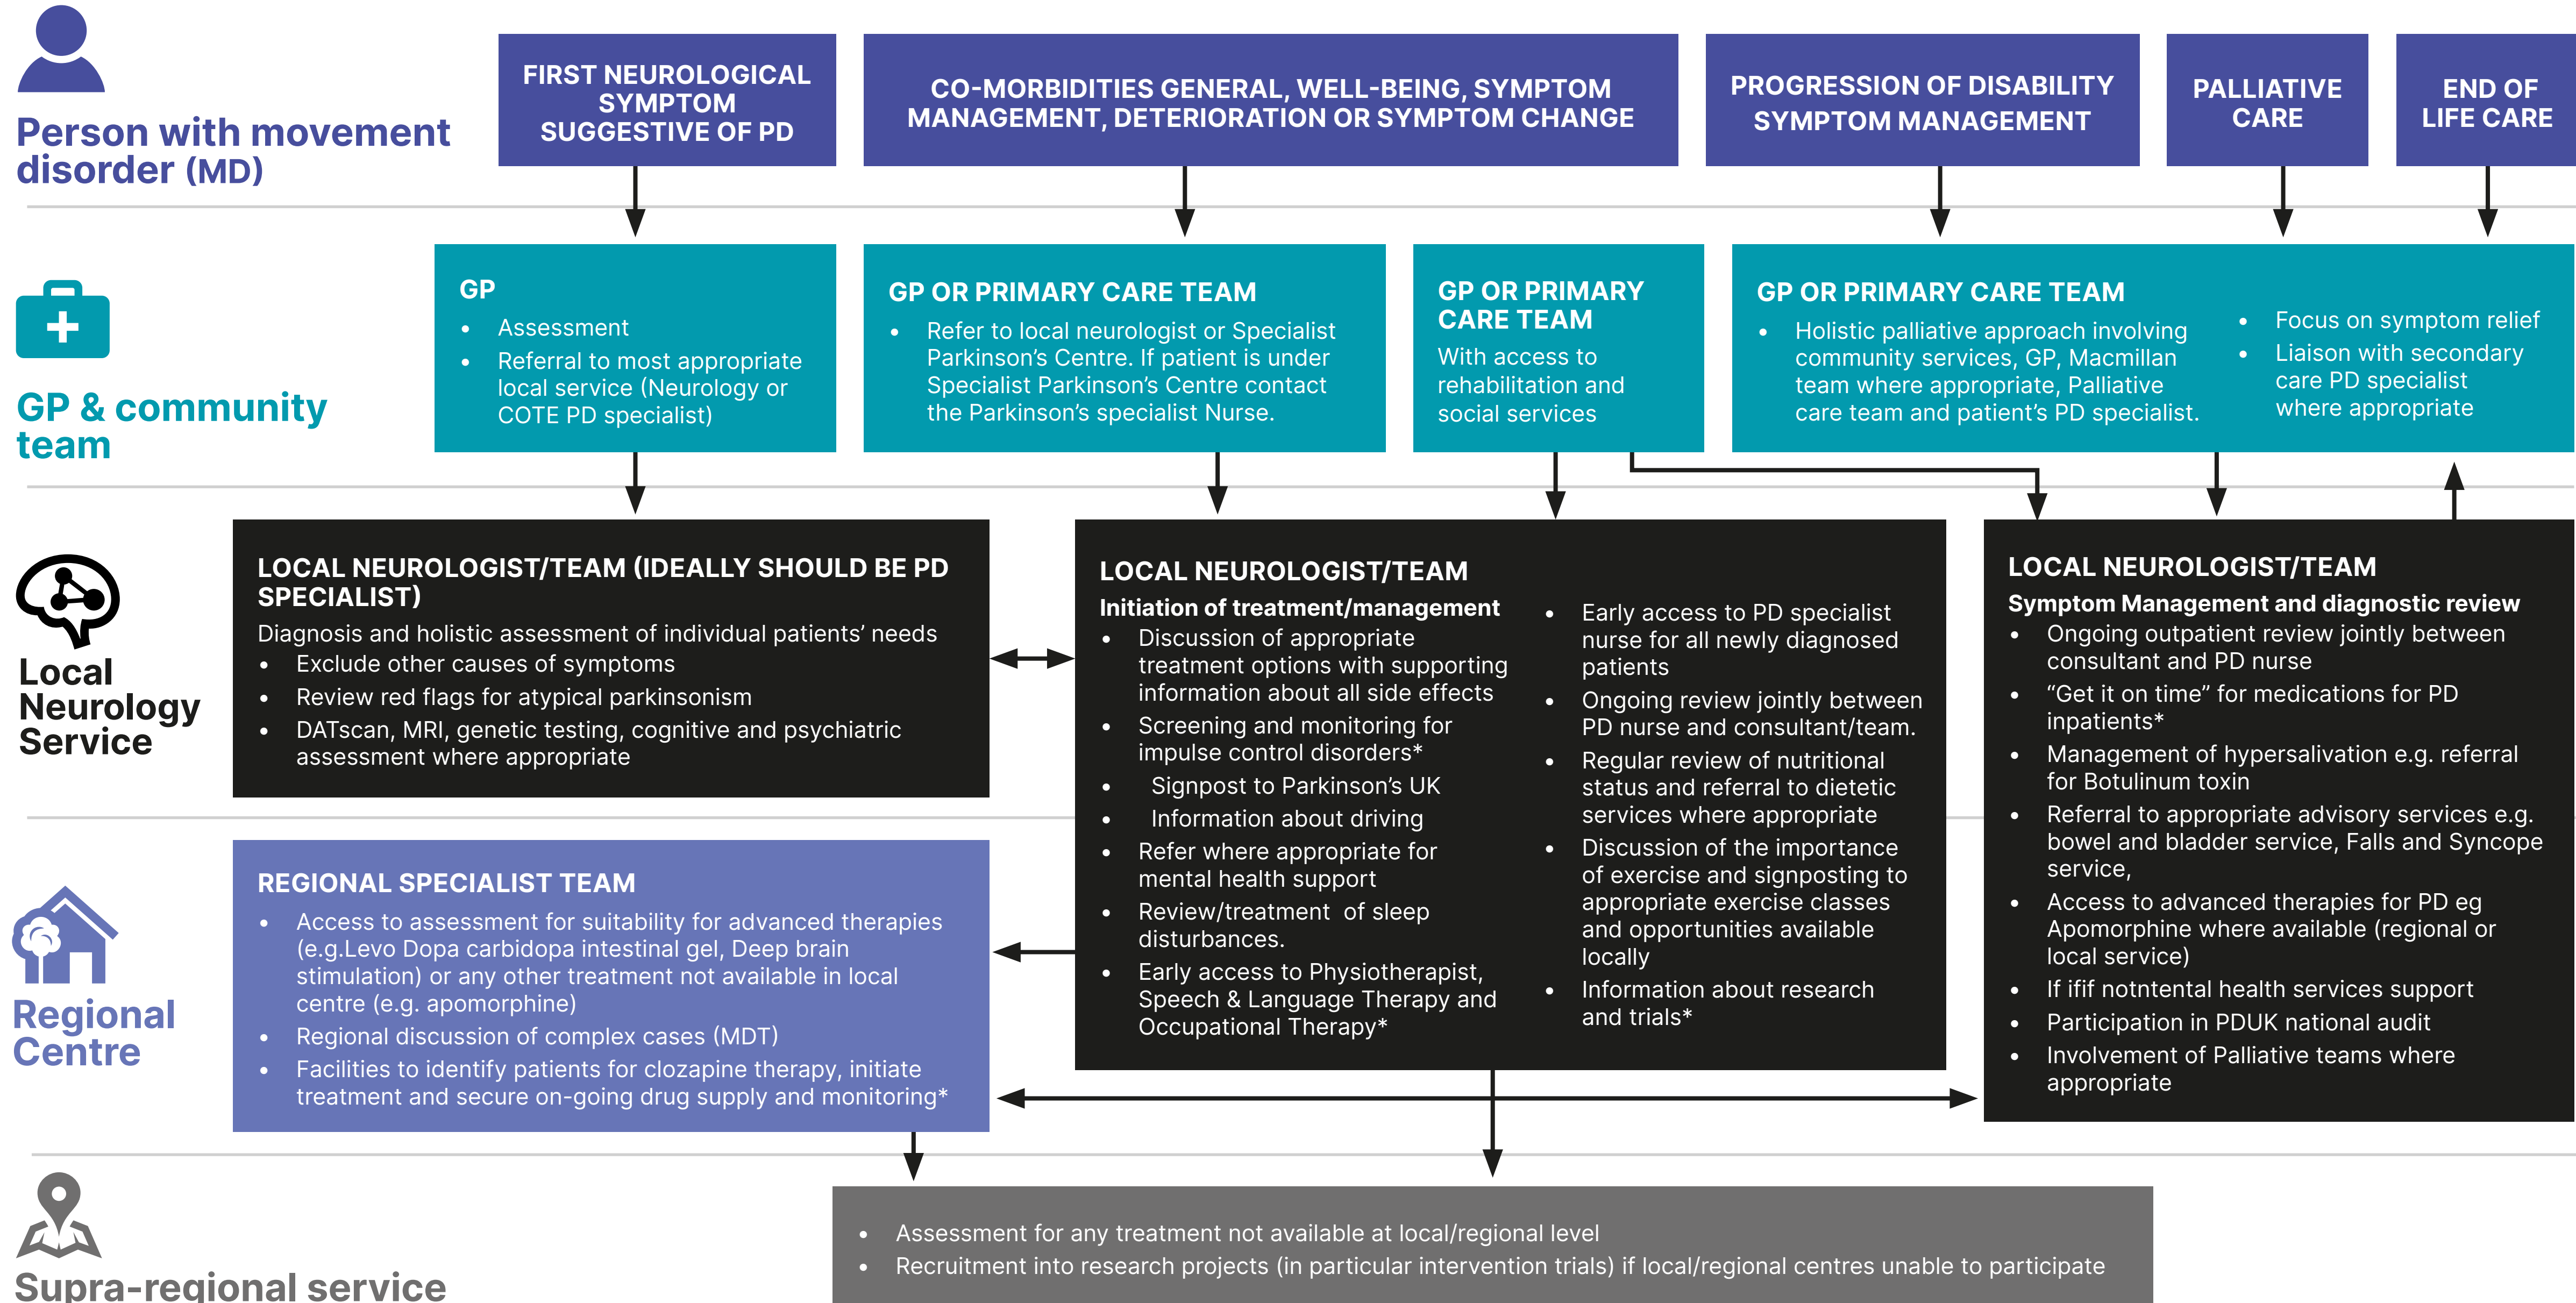 Person with movement
disorder (MD)
FIRST NEUROLOGICAL
SYMPTOM
SUGGESTIVE OF PD
CO-MORBIDITIES GENERAL, WELL-BEING, SYMPTOM
MANAGEMENT, DETERIORATION OR SYMPTOM CHANGE
PROGRESSION OF DISABILITY
SYMPTOM MANAGEMENT
PALLIATIVE
CARE
END OF
LIFE CARE
GP & community
team
GP
• Assessment
• Referral to most appropriate
local service (Neurology or
COTE PD specialist)
GP OR PRIMARY CARE TEAM
• Refer to local neurologist or Specialist
Parkinson’s Centre. If patient is under
Specialist Parkinson’s Centre contact
the Parkinson’s specialist Nurse.
GP OR PRIMARY
CARE TEAM
With access to
rehabilitation and
social services
GP OR PRIMARY CARE TEAM
• Holistic palliative approach involving
community services, GP, Macmillan
team where appropriate, Palliative
care team and patient’s PD specialist.
• Focus on symptom relief
• Liaison with secondary
care PD specialist
where appropriate
Local
Neurology
Service
LOCAL NEUROLOGIST/TEAM (IDEALLY SHOULD BE PD
SPECIALIST)
Diagnosis and holistic assessment of individual patients’ needs
• Exclude other causes of symptoms
• Review red flags for atypical parkinsonism
• DATscan, MRI, genetic testing, cognitive and psychiatric
assessment where appropriate
LOCAL NEUROLOGIST/TEAM
Initiation of treatment/management
• Discussion of appropriate
treatment options with supporting
information about all side effects
• Screening and monitoring for
impulse control disorders*
• Signpost to Parkinson’s UK
• Information about driving
• Refer where appropriate for
mental health support
• Review/treatment of sleep
disturbances.
• Early access to Physiotherapist,
Speech & Language Therapy and
Occupational Therapy*
• Early access to PD specialist
nurse for all newly diagnosed
patients
• Ongoing review jointly between
PD nurse and consultant/team.
• Regular review of nutritional
status and referral to dietetic
services where appropriate
• Discussion of the importance
of exercise and signposting to
appropriate exercise classes
and opportunities available
locally
• Information about research
and trials*
LOCAL NEUROLOGIST/TEAM
Symptom Management and diagnostic review
• Ongoing outpatient review jointly between
consultant and PD nurse
• “Get it on time” for medications for PD
inpatients*
• Management of hypersalivation e.g. referral
for Botulinum toxin
• Referral to appropriate advisory services e.g.
bowel and bladder service, Falls and Syncope
service,
• Access to advanced therapies for PD eg
Apomorphine where available (regional or
local service)
• If ifif notntental health services support
• Participation in PDUK national audit
• Involvement of Palliative teams where
appropriate
Regional
Centre
REGIONAL SPECIALIST TEAM
• Access to assessment for suitability for advanced therapies
(e.g.Levo Dopa carbidopa intestinal gel, Deep brain
stimulation) or any other treatment not available in local
centre (e.g. apomorphine)
• Regional discussion of complex cases (MDT)
• Facilities to identify patients for clozapine therapy, initiate
treatment and secure on-going drug supply and monitoring*
Supra-regional service
• Assessment for any treatment not available at local/regional level
• Recruitment into research projects (in particular intervention trials) if local/regional centres unable to participate